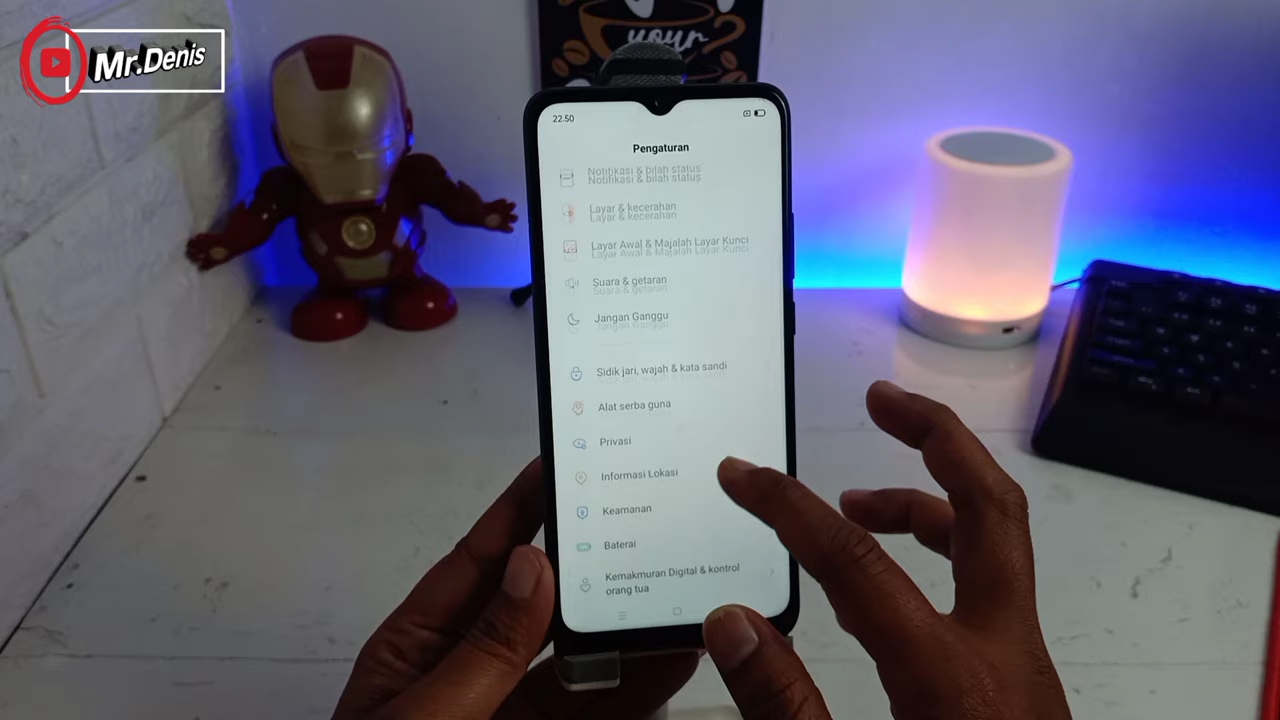 Mr.Denis
your
22.50
Pengaturan
Notifikasi & bilah status
Layar & kecerahan
Layar Awal & Majalah Layar Kunci
Suara & getaran
Jangan Ganggu
Sidik jari, wajah & kata sandi
Alat serba guna
Privasi
Informasi Lokasi
Keamanan
Baterai
Kemakmuran Digital & kontrol
orang tua